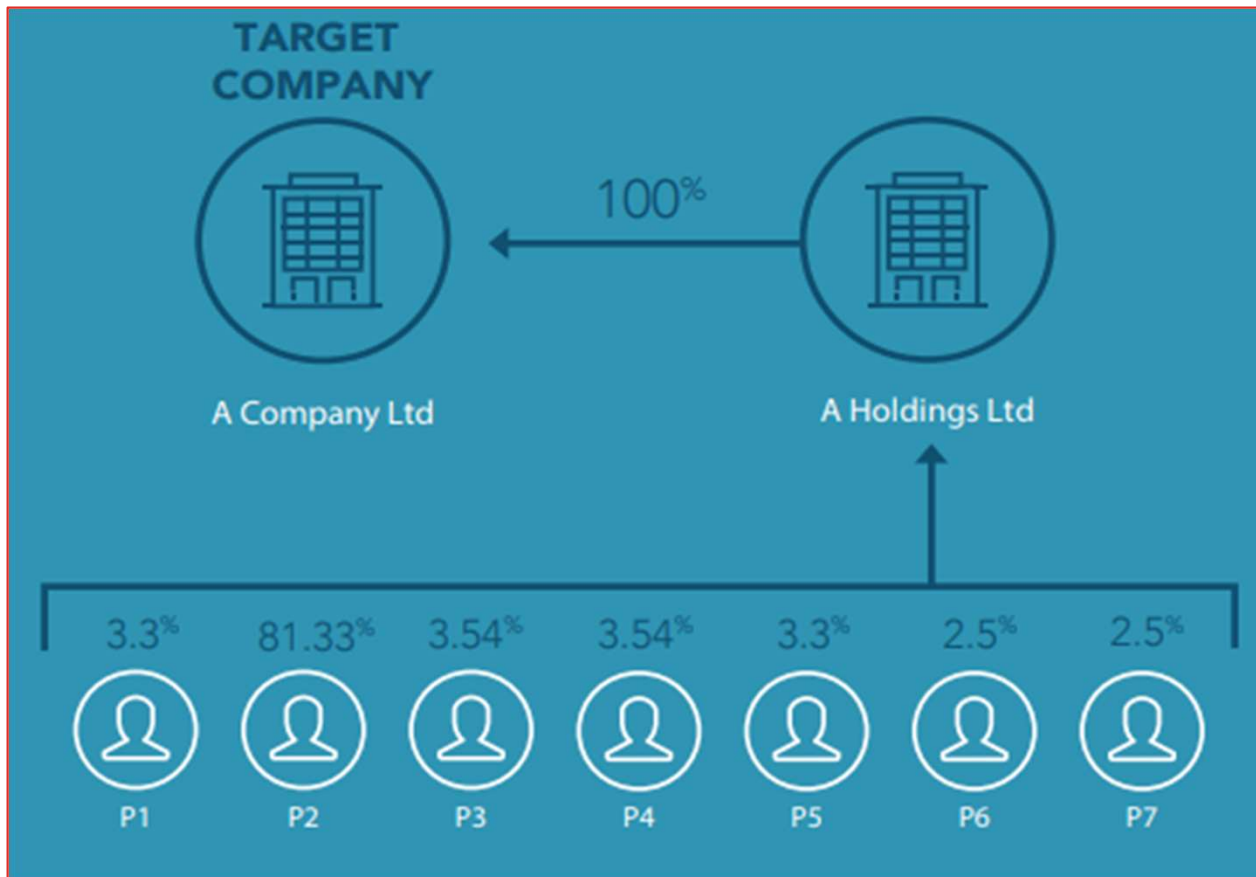 TARGET
COMPANY
100%
A Company Ltd
A Holdings Ltd
3.3%
81.33%
3.54%
3.54%
3.3%
2.5%
2.5%
P1
P2
P3
P4
P5
P6
P7